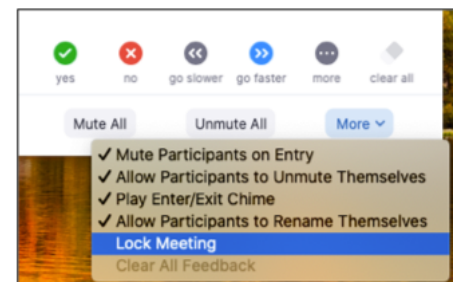 yes no go slower go faster more clear all
Mute All Unmute All More
✓ Mute Participants on Entry
✓ Allow Participants to Unmute Themselves
✓ Play Enter/Exit Chime
✓ Allow Participants to Rename Themselves
Lock Meeting
Clear All Feedback